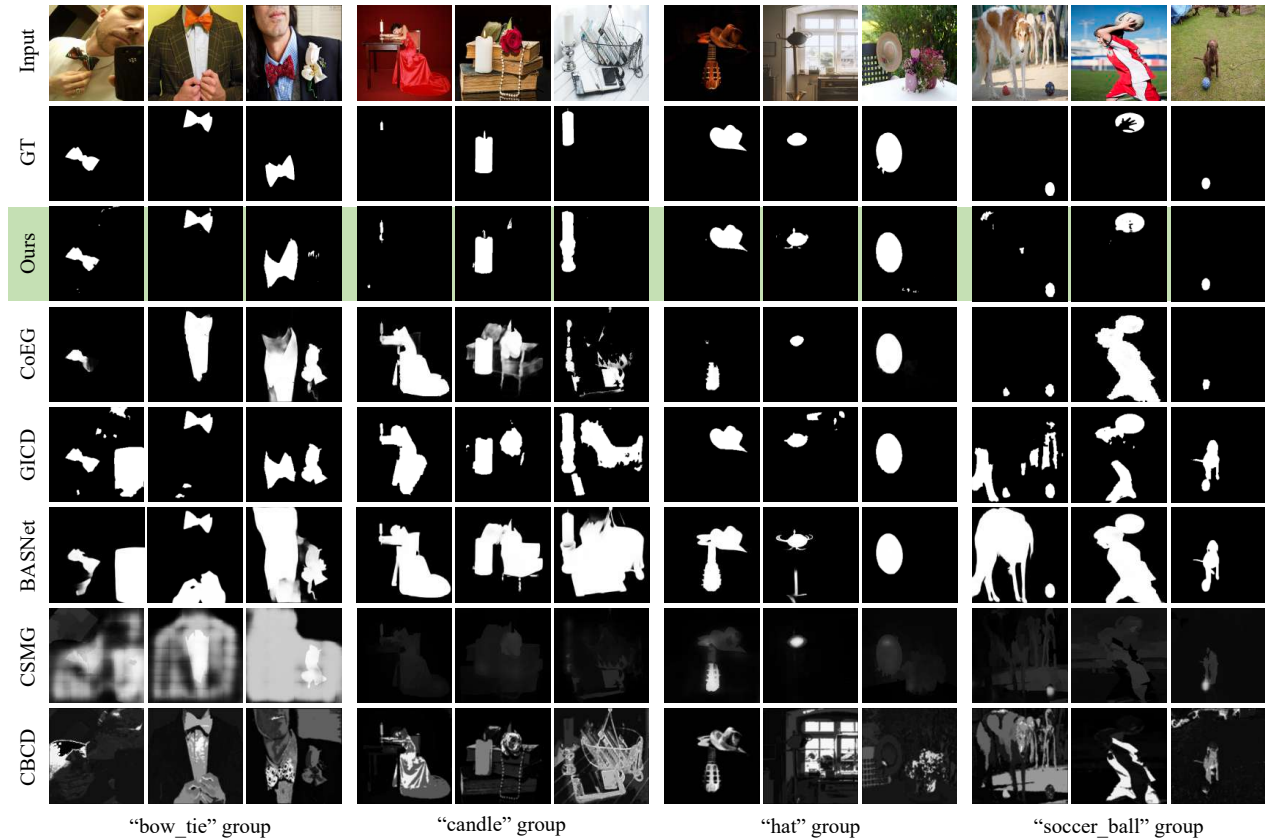 Input
GT
Ours
CoEG
GICD
BASNet
CSMG
CBCD
“bow_tie” group
“candle” group
“hat” group
“soccer_ball” group